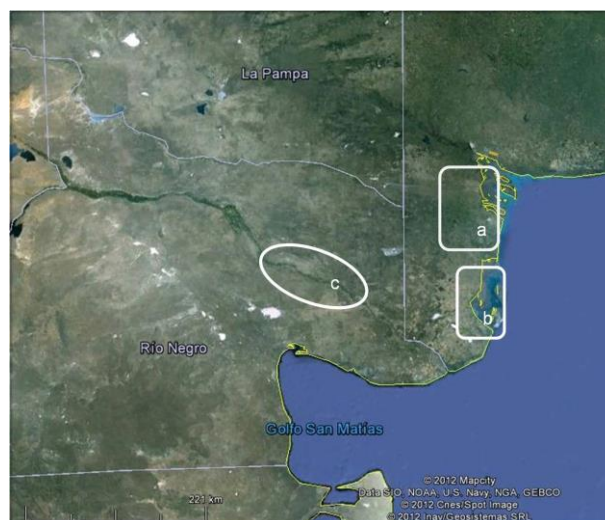 La Pampa
a
b
c
Río Negro
Golfo San Matías
221 km
© 2012 Mapcity
Data SIO, NOAA, U.S. Navy, NGA, GEBCO
© 2012 Cnes/Spot Image
© 2012 Inav/Geosistemas SRL